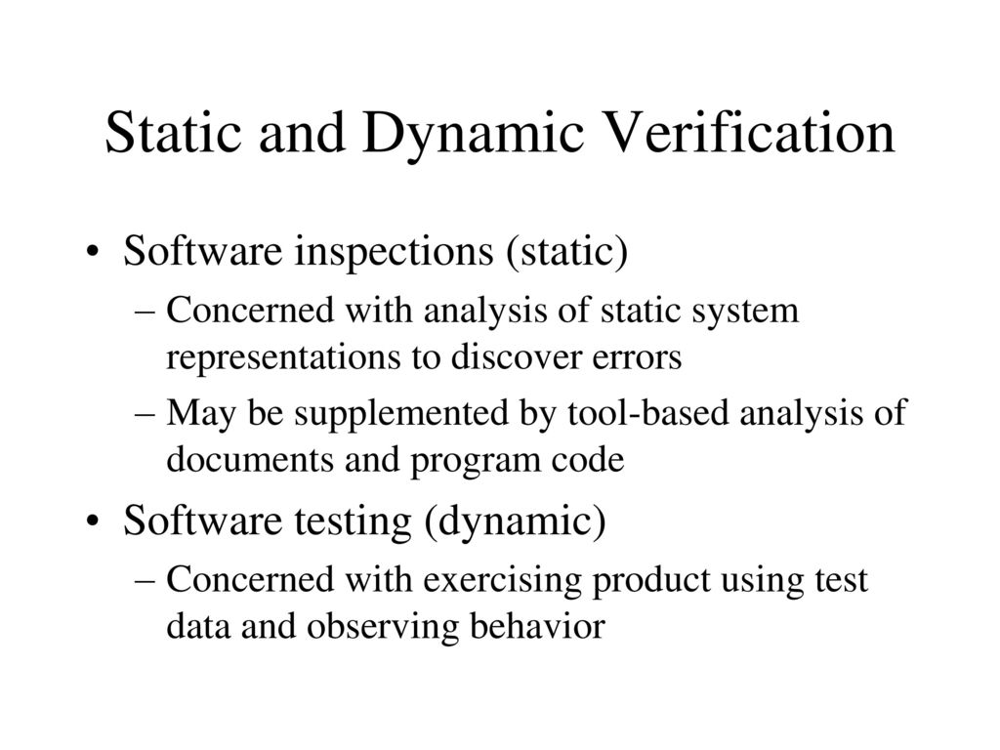 Static and Dynamic Verification
• Software inspections (static)
– Concerned with analysis of static system
representations to discover errors
– May be supplemented by tool-based analysis of
documents and program code
• Software testing (dynamic)
– Concerned with exercising product using test
data and observing behavior